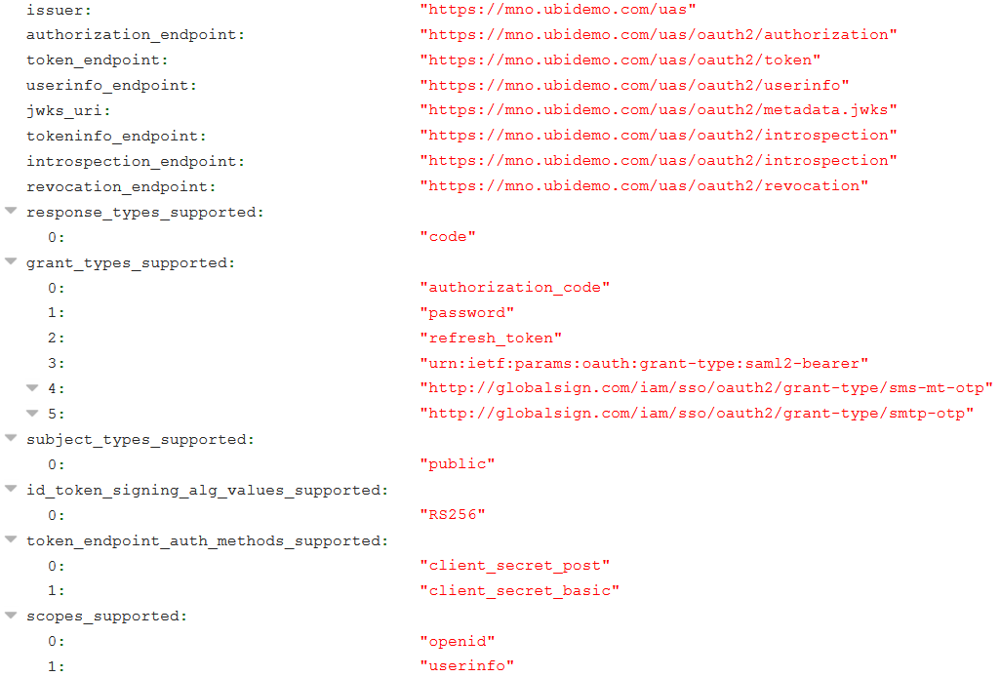 issuer: "https://mno.ubidemo.com/uas"
authorization_endpoint: "https://mno.ubidemo.com/uas/oauth2/authorization"
token_endpoint: "https://mno.ubidemo.com/uas/oauth2/token"
userinfo_endpoint: "https://mno.ubidemo.com/uas/oauth2/userinfo"
jwks_uri: "https://mno.ubidemo.com/uas/oauth2/metadata.jwks"
tokeninfo_endpoint: "https://mno.ubidemo.com/uas/oauth2/introspection"
introspection_endpoint: "https://mno.ubidemo.com/uas/oauth2/introspection"
revocation_endpoint: "https://mno.ubidemo.com/uas/oauth2/revocation"
response_types_supported:
0: "code"
grant_types_supported:
0: "authorization_code"
1: "password"
2: "refresh_token"
3: "urn:ietf:params:oauth:grant-type:saml2-bearer"
4: "http://globalsign.com/iam/sso/oauth2/grant-type/sms-mt-otp"
5: "http://globalsign.com/iam/sso/oauth2/grant-type/smtp-otp"
subject_types_supported:
0: "public"
id_token_signing_alg_values_supported:
0: "RS256"
token_endpoint_auth_methods_supported:
0: "client_secret_post"
1: "client_secret_basic"
scopes_supported:
0: "openid"
1: "userinfo"